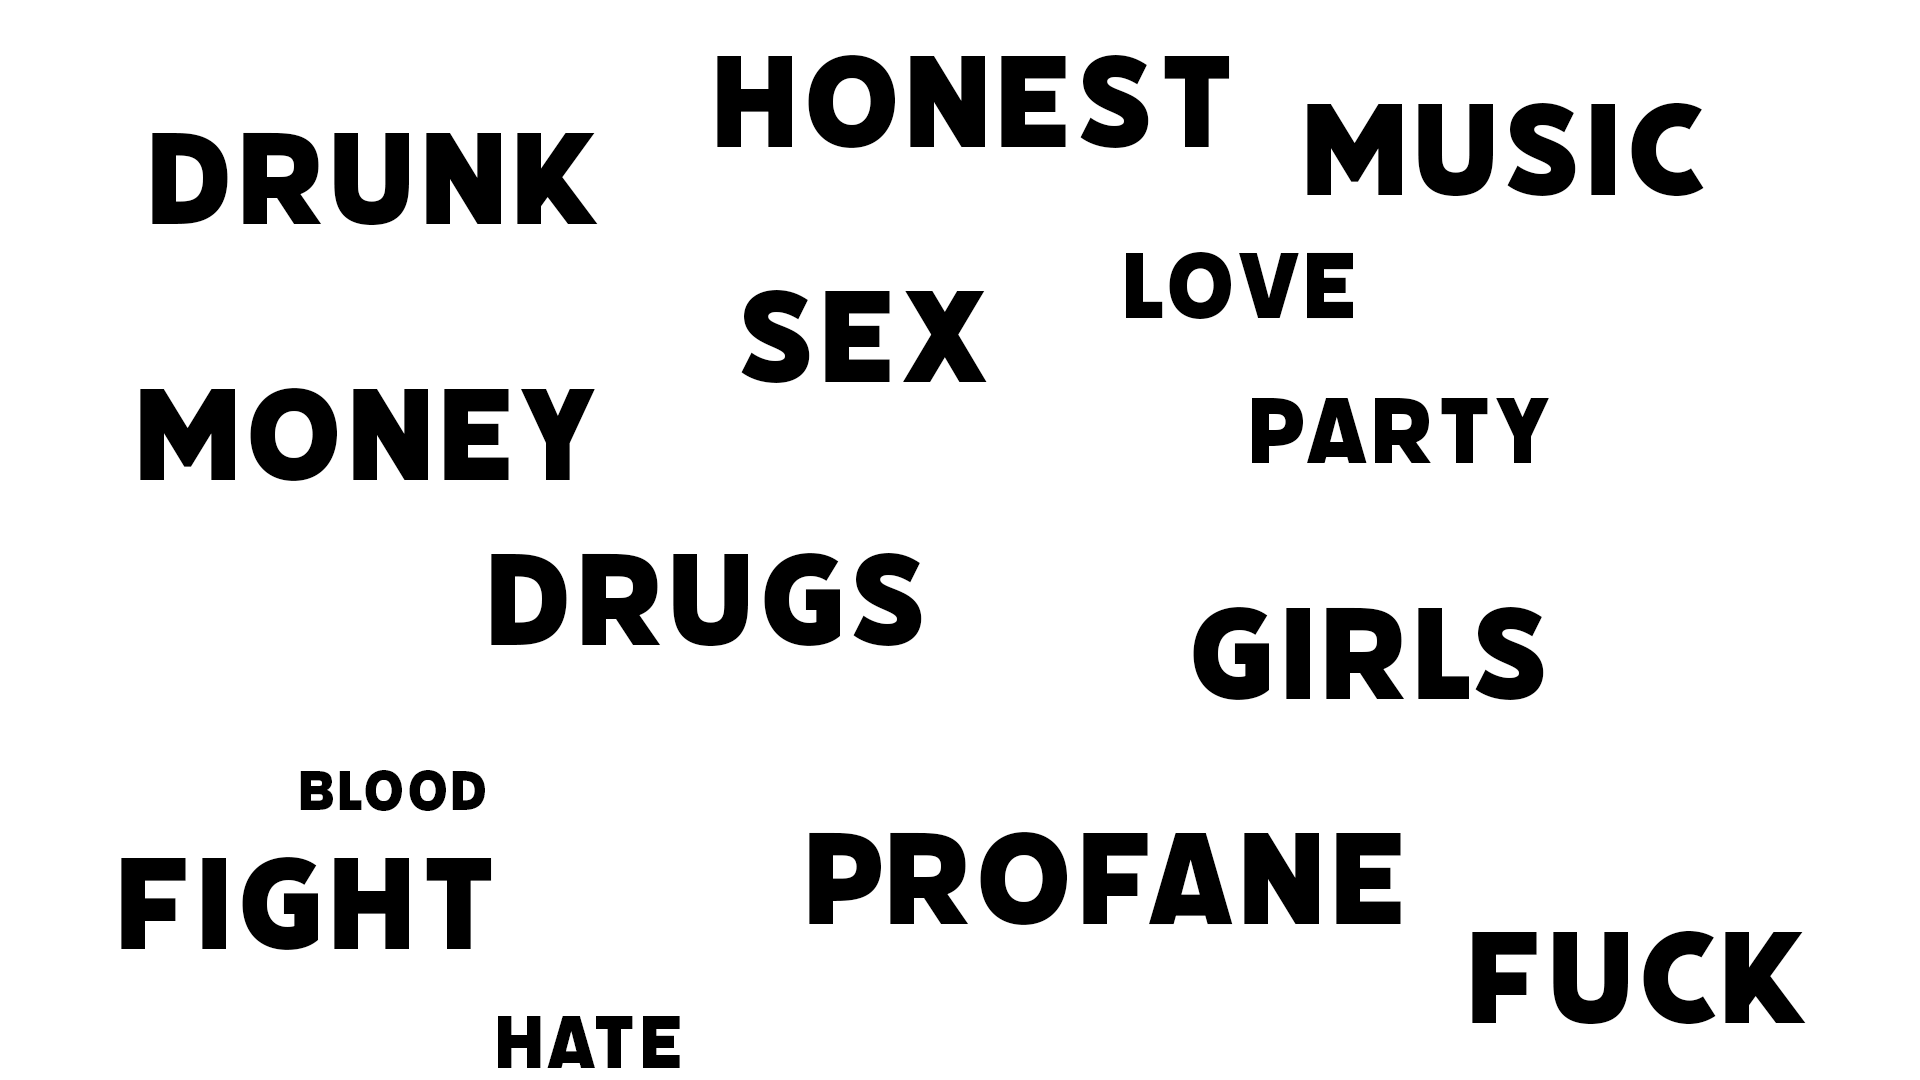 HONEST
MUSIC
DRUNK
LOVE
SEX
MONEY
PARTY
DRUGS
GIRLS
BLOOD
PROFANE
FIGHT
FUCK
HATE